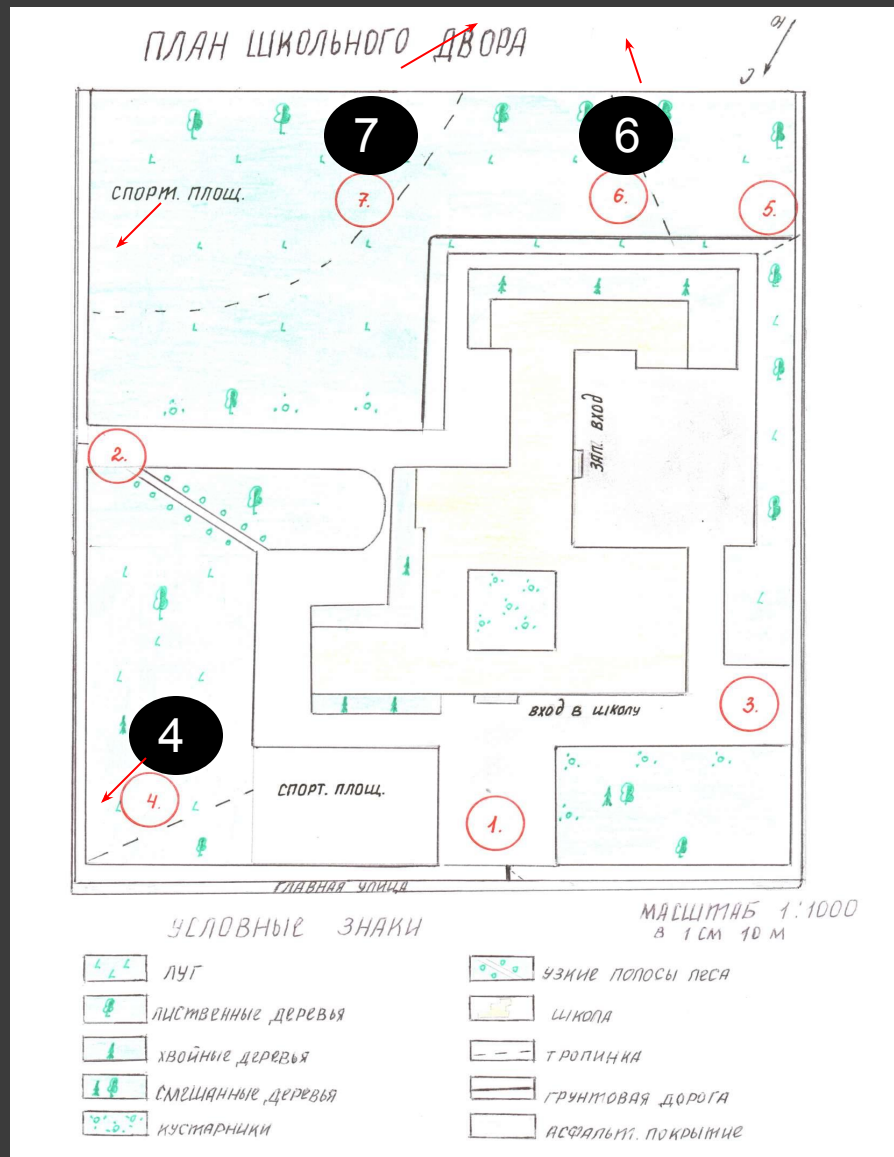 ПЛАН ШКОЛЬНОГО ДВОРА
Ю
С
7
6
7.
6.
5.
СПОРТ. ПЛОЩ.
ЗАП. ВХОД
2.
ВХОД В ШКОЛУ
3.
4
4.
СПОРТ. ПЛОЩ.
1.
ГЛАВНАЯ УЛИЦА
МАСШТАБ 1:1000
В 1 СМ 10 М
УСЛОВНЫЕ ЗНАКИ
ЛУГ
ЛИСТВЕННЫЕ ДЕРЕВЬЯ
ХВОЙНЫЕ ДЕРЕВЬЯ
СМЕШАННЫЕ ДЕРЕВЬЯ
КУСТАРНИКИ
УЗКИЕ ПОЛОСЫ ЛЕСА
ШКОЛА
ТРОПИНКА
ГРУНТОВАЯ ДОРОГА
АСФАЛЬТ. ПОКРЫТИЕ